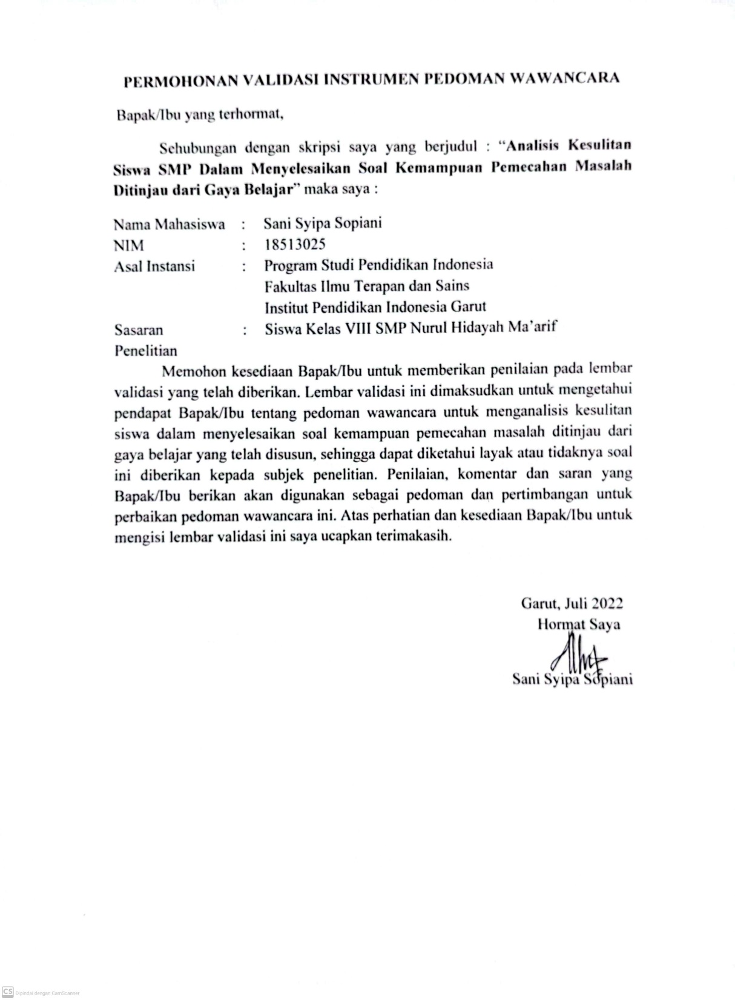 PERMOHONAN VALIDASI INSTRUMEN PEDOMAN WAWANCARA
Bapak/Ibu yang terhormat,
Sehubungan dengan skripsi saya yang berjudul : “Analisis Kesulitan
Siswa SMP Dalam Menyelesaikan Soal Kemampuan Pemecahan Masalah
Ditinjau dari Gaya Belajar” maka saya :
Nama Mahasiswa : Sani Syipa Sopiani
NIM : 18513025
Asal Instansi : Program Studi Pendidikan Indonesia
Fakultas Ilmu Terapan dan Sains
Institut Pendidikan Indonesia Garut
Sasaran : Siswa Kelas VIII SMP Nurul Hidayah Ma’arif
Penelitian
Memohon kesediaan Bapak/Ibu untuk memberikan penilaian pada lembar
validasi yang telah diberikan. Lembar validasi ini dimaksudkan untuk mengetahui
pendapat Bapak/Ibu tentang pedoman wawancara untuk menganalisis kesulitan
siswa dalam menyelesaikan soal kemampuan pemecahan masalah ditinjau dari
gaya belajar yang telah disusun, sehingga dapat diketahui layak atau tidaknya soal
ini diberikan kepada subjek penelitian. Penilaian, komentar dan saran yang
Bapak/Ibu berikan akan digunakan sebagai pedoman dan pertimbangan untuk
perbaikan pedoman wawancara ini. Atas perhatian dan kesediaan Bapak/Ibu untuk
mengisi lembar validasi ini saya ucapkan terimakasih.
Garut, Juli 2022
Hormat Saya
Sani Syipa Sopiani
CS Dipindai dengan CamScanner